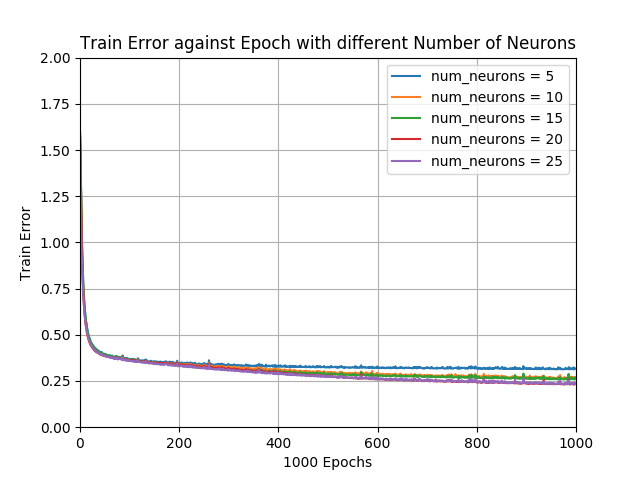 Train Error against Epoch with different Number of Neurons
2.00
1.75
1.50
1.25
1.00
0.75
0.50
0.25
0.00
Train Error
num_neurons = 5
num_neurons = 10
num_neurons = 15
num_neurons = 20
num_neurons = 25
0 200 400 600 800 1000
1000 Epochs